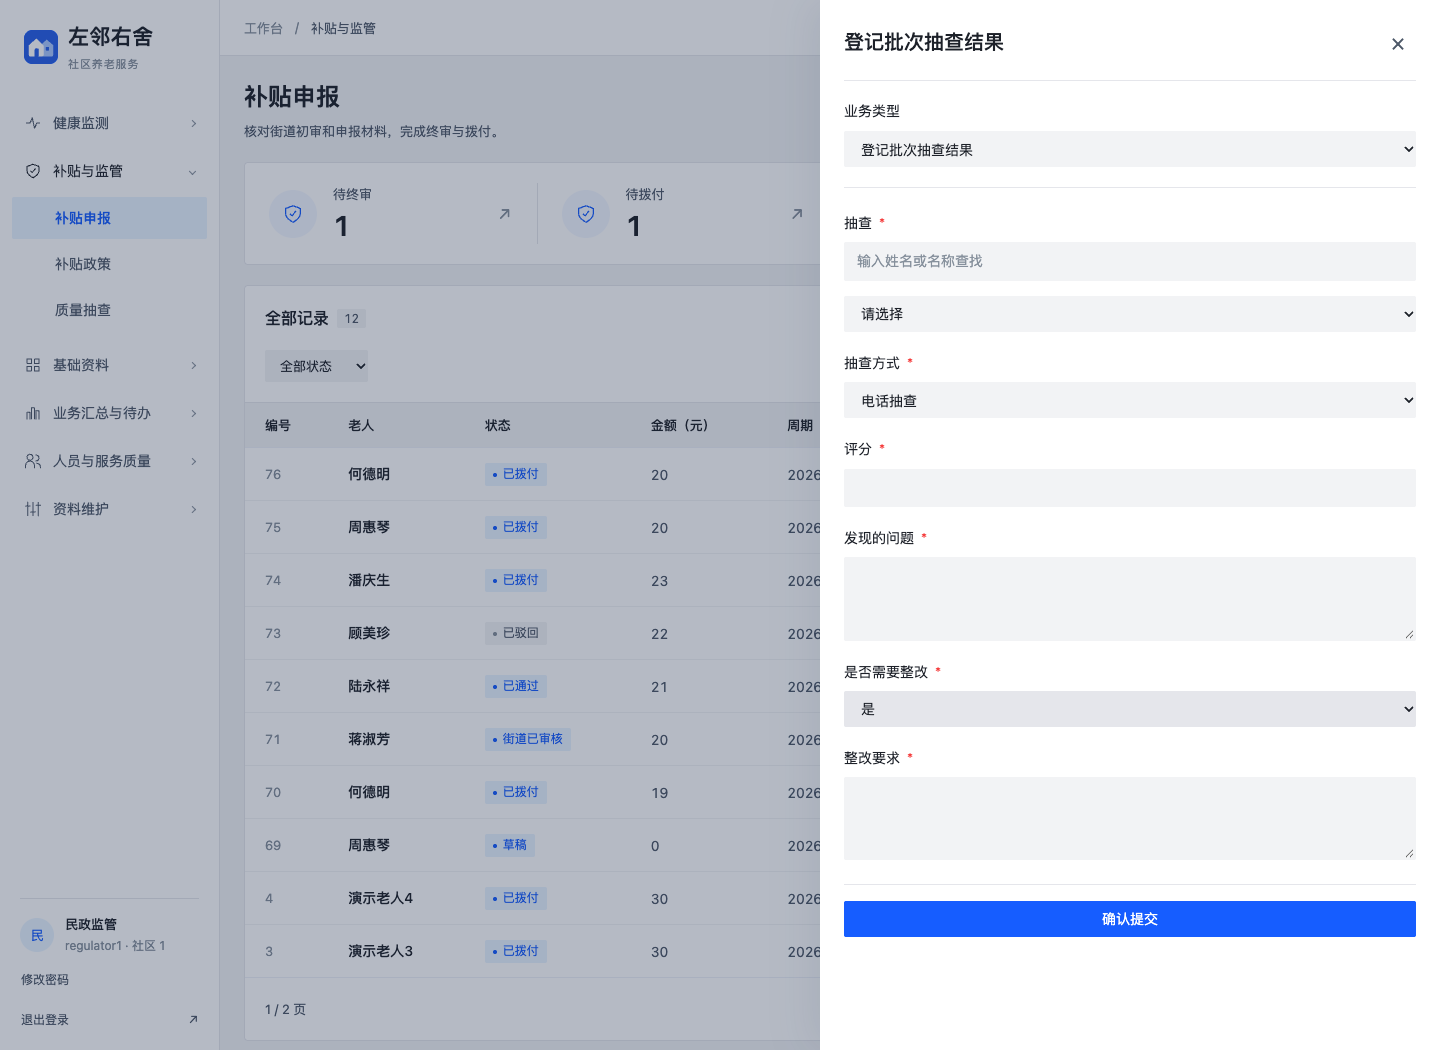 左邻右舍
社区养老服务
健康监测
补贴与监管
补贴申报
补贴政策
质量抽查
基础资料
业务汇总与待办
人员与服务质量
资料维护
民
民政监管
regulator1 · 社区 1
修改密码
退出登录
工作台 / 补贴与监管
补贴申报
核对街道初审和申报材料，完成终审与拨付。
待终审
1
待拨付
1
全部记录 12
全部状态
编号 老人 状态 金额（元） 周期
76 何德明 已拨付 20 2026
75 周惠琴 已拨付 20 2026
74 潘庆生 已拨付 23 2026
73 顾美珍 已驳回 22 2026
72 陆永祥 已通过 21 2026
71 蒋淑芳 街道已审核 20 2026
70 何德明 已拨付 19 2026
69 周惠琴 草稿 0 2026
4 演示老人4 已拨付 30 2026
3 演示老人3 已拨付 30 2026
1 / 2 页
登记批次抽查结果
业务类型
登记批次抽查结果
抽查 *
输入姓名或名称查找
请选择
抽查方式 *
电话抽查
评分 *
发现的问题 *
是否需要整改 *
是
整改要求 *
确认提交